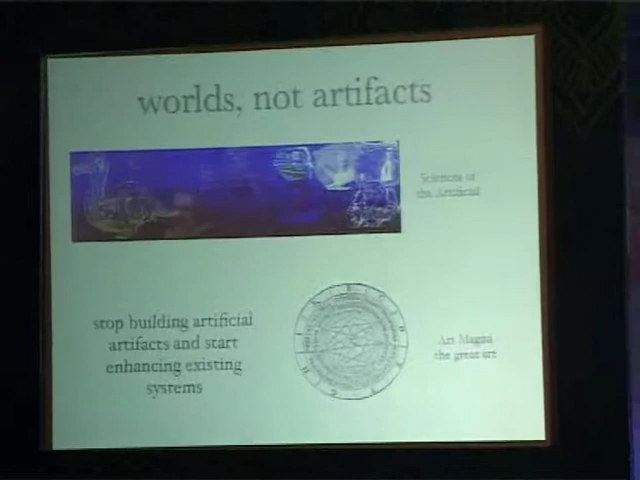 worlds, not artifacts
Sciences of
the Artificial
stop building artificial
artifacts and start
enhancing existing
systems
Ars Magna
the great art